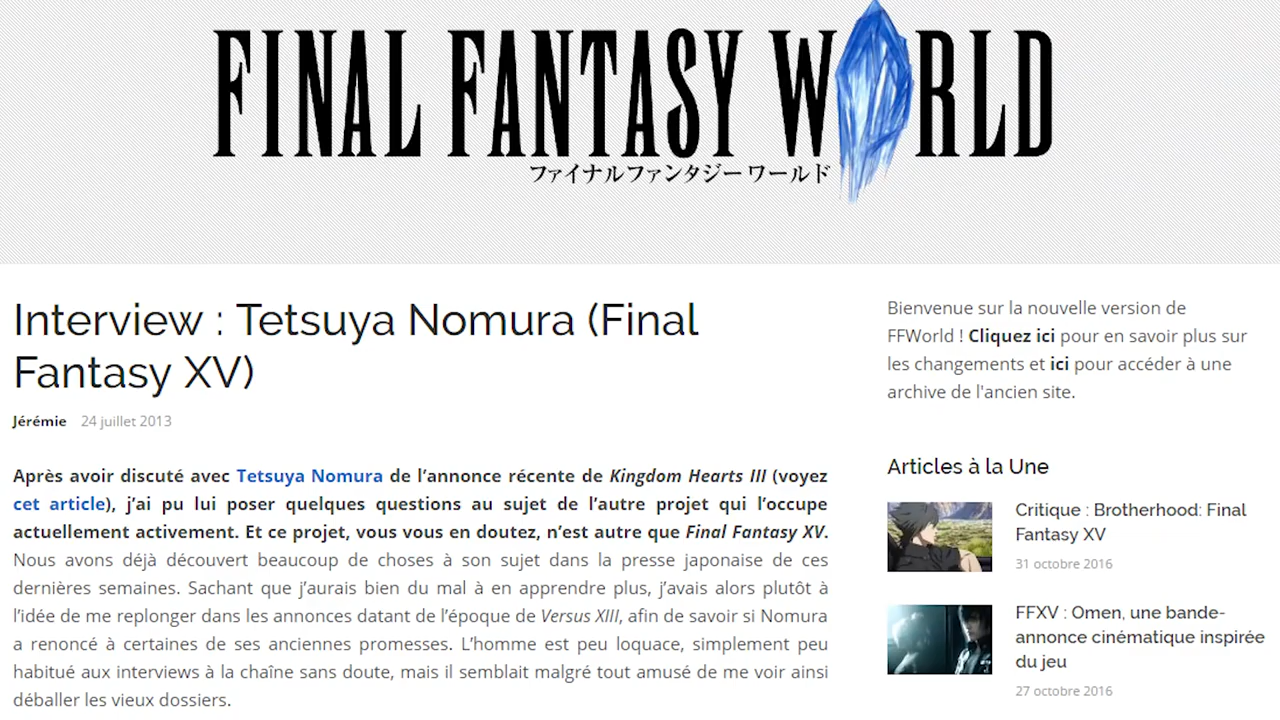 FINAL FANTASY WORLD
ファイナルファンタジーワールド
Interview : Tetsuya Nomura (Final
Fantasy XV)
Jérémie 24 juillet 2013
Après avoir discuté avec Tetsuya Nomura de l’annonce récente de Kingdom Hearts III (voyez
cet article), j’ai pu lui poser quelques questions au sujet de l’autre projet qui l’occupe
actuellement activement. Et ce projet, vous vous en doutez, n’est autre que Final Fantasy XV.
Nous avons déjà découvert beaucoup de choses à son sujet dans la presse japonaise de ces
dernières semaines. Sachant que j’aurais bien du mal à en apprendre plus, j’avais alors plutôt à
l’idée de me replonger dans les annonces datant de l’époque de Versus XIII, afin de savoir si Nomura
a renoncé à certaines de ses anciennes promesses. L’homme est peu loquace, simplement peu
habitué aux interviews à la chaîne sans doute, mais il semblait malgré tout amusé de me voir ainsi
déballer les vieux dossiers.
Bienvenue sur la nouvelle version de
FFWorld ! Cliquez ici pour en savoir plus sur
les changements et ici pour accéder à une
archive de l'ancien site.
Articles à la Une
Critique : Brotherhood: Final
Fantasy XV
31 octobre 2016
FFXV : Omen, une bande-
annonce cinématique inspirée
du jeu
27 octobre 2016